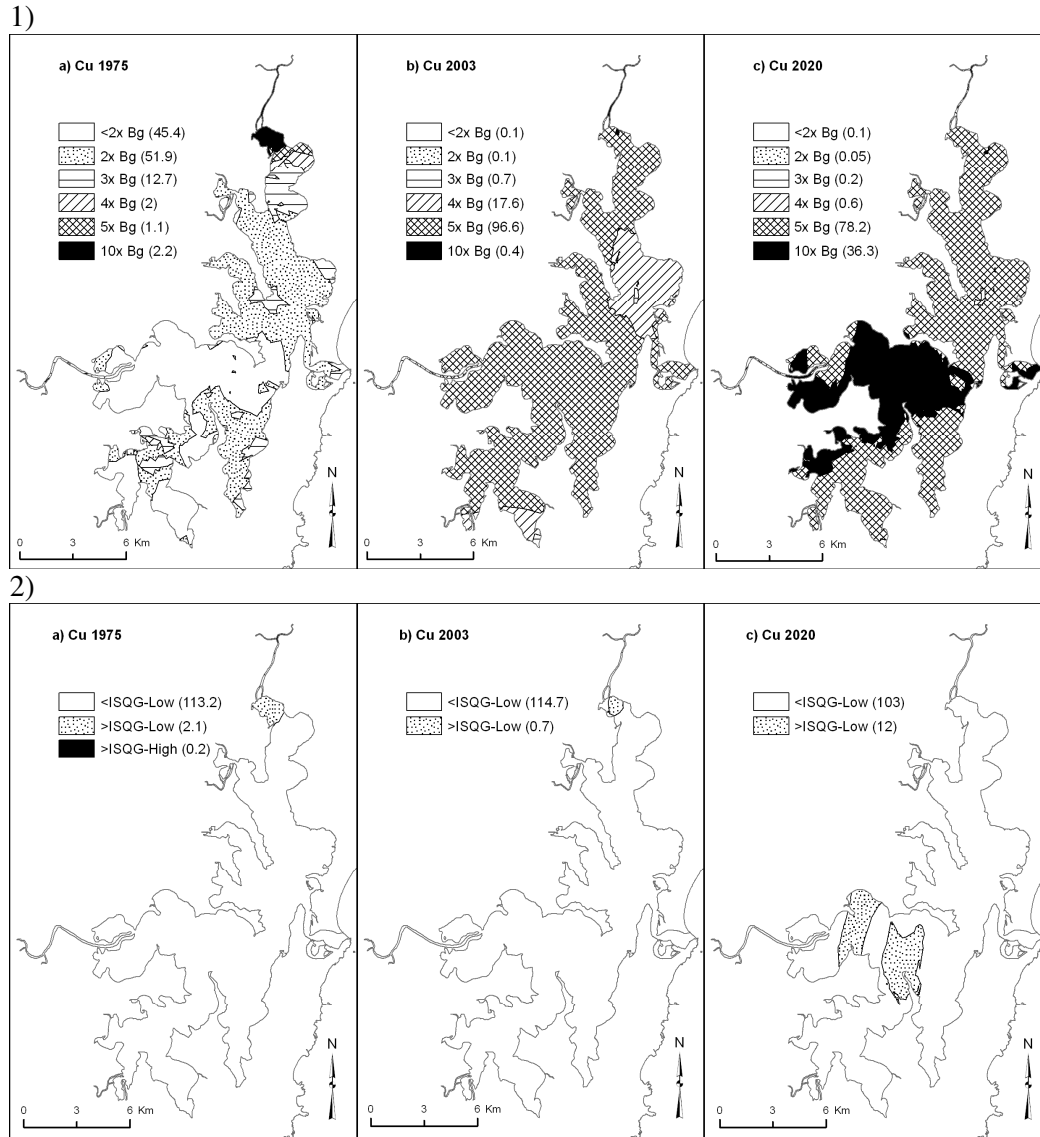 1)
a) Cu 1975
<2x Bg (45.4)
2x Bg (51.9)
3x Bg (12.7)
4x Bg (2)
5x Bg (1.1)
10x Bg (2.2)
N
0 3 6 Km
b) Cu 2003
<2x Bg (0.1)
2x Bg (0.1)
3x Bg (0.7)
4x Bg (17.6)
5x Bg (96.6)
10x Bg (0.4)
N
0 3 6 Km
c) Cu 2020
<2x Bg (0.1)
2x Bg (0.05)
3x Bg (0.2)
4x Bg (0.6)
5x Bg (78.2)
10x Bg (36.3)
N
0 3 6 Km
2)
a) Cu 1975
<ISQG-Low (113.2)
>ISQG-Low (2.1)
>ISQG-High (0.2)
N
0 3 6 Km
b) Cu 2003
<ISQG-Low (114.7)
>ISQG-Low (0.7)
N
0 3 6 Km
c) Cu 2020
<ISQG-Low (103)
>ISQG-Low (12)
N
0 3 6 Km